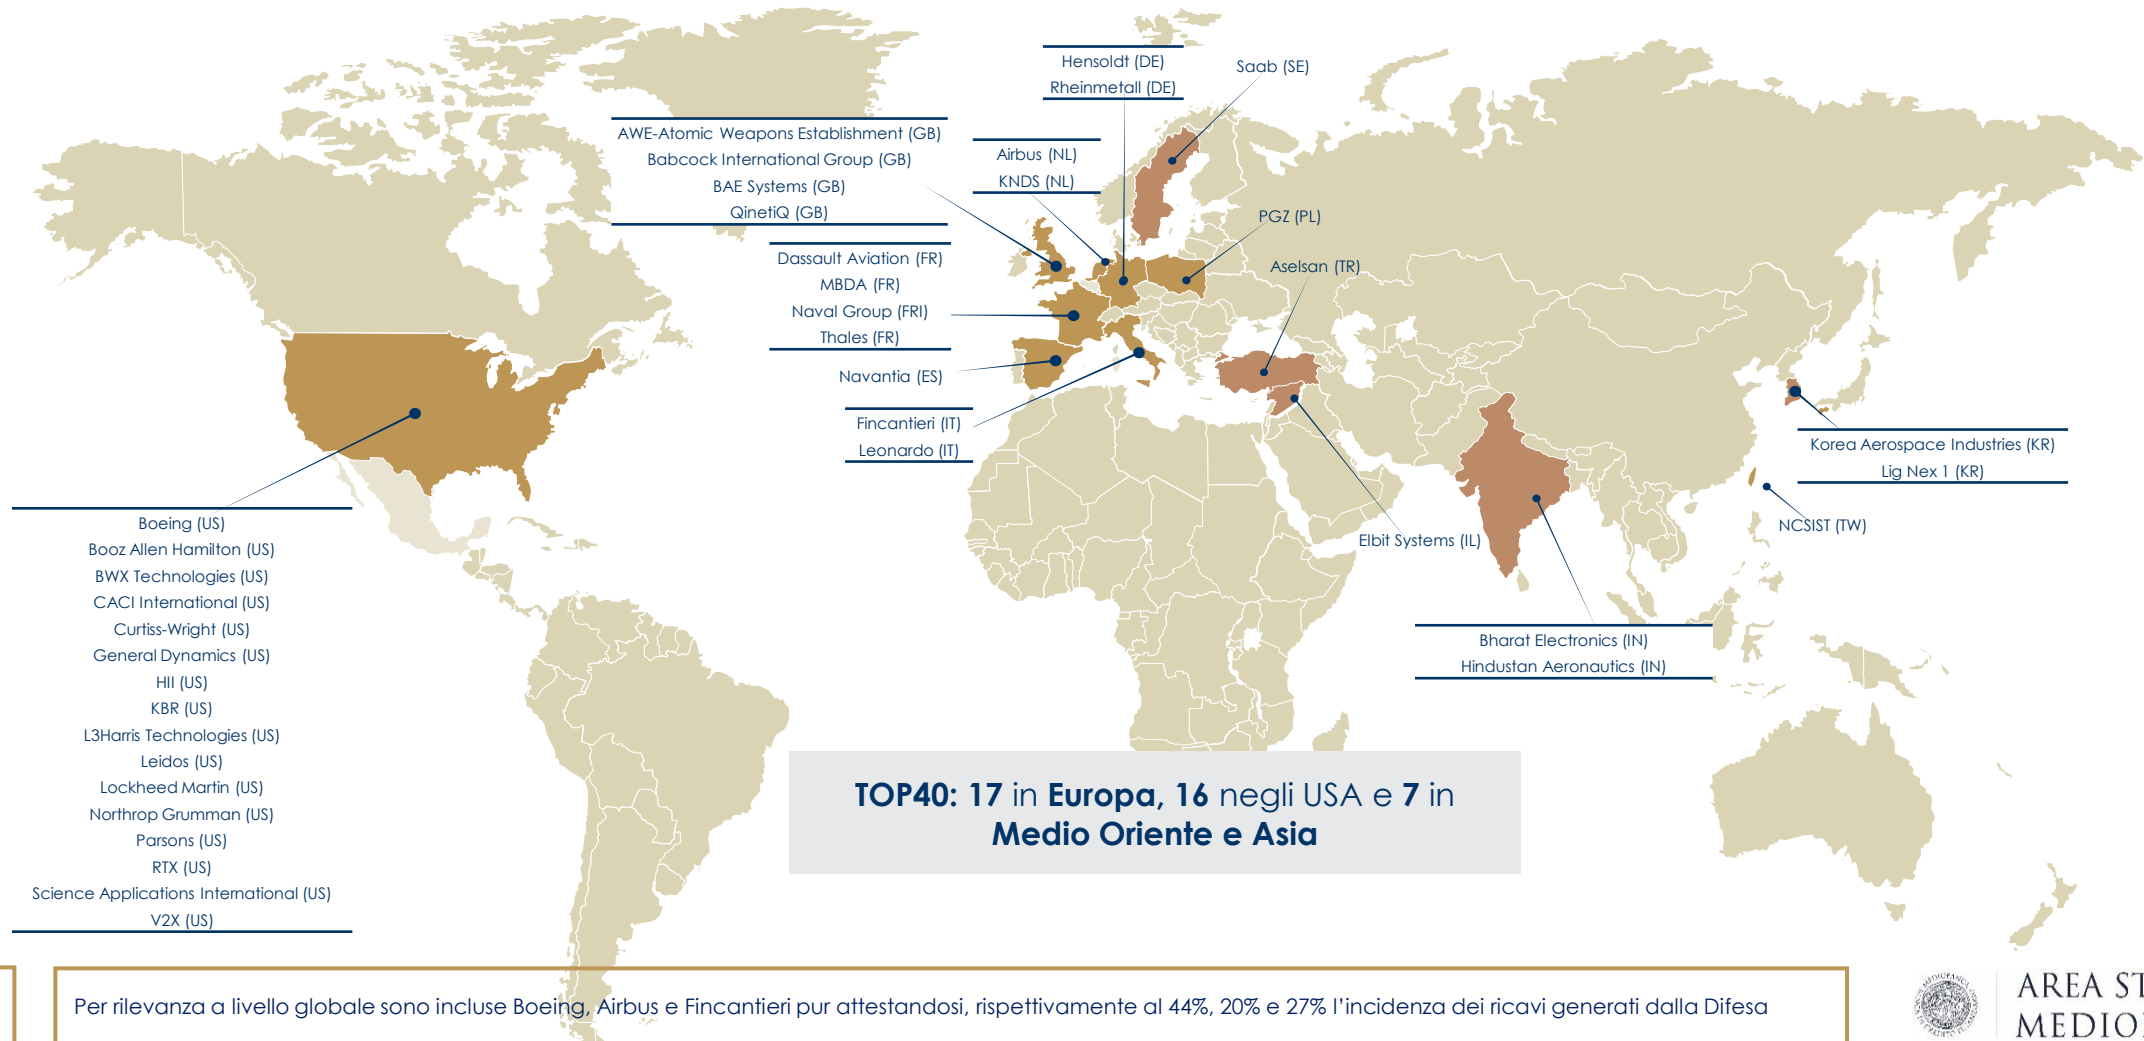 Hensoldt (DE)
Rheinmetall (DE)
Saab (SE)
AWE-Atomic Weapons Establishment (GB)
Babcock International Group (GB)
BAE Systems (GB)
QinetiQ (GB)
Airbus (NL)
KNDS (NL)
PGZ (PL)
Dassault Aviation (FR)
MBDA (FR)
Naval Group (FRI)
Thales (FR)
Aselsan (TR)
Navantia (ES)
Fincantieri (IT)
Leonardo (IT)
Korea Aerospace Industries (KR)
Lig Nex 1 (KR)
NCSIST (TW)
Elbit Systems (IL)
Bharat Electronics (IN)
Hindustan Aeronautics (IN)
Boeing (US)
Booz Allen Hamilton (US)
BWX Technologies (US)
CACI International (US)
Curtiss-Wright (US)
General Dynamics (US)
HII (US)
KBR (US)
L3Harris Technologies (US)
Leidos (US)
Lockheed Martin (US)
Northrop Grumman (US)
Parsons (US)
RTX (US)
Science Applications International (US)
V2X (US)
TOP40: 17 in Europa, 16 negli USA e 7 in
Medio Oriente e Asia
Per rilevanza a livello globale sono incluse Boeing, Airbus e Fincantieri pur attestandosi, rispettivamente al 44%, 20% e 27% l'incidenza dei ricavi generati dalla Difesa
AREA ST
MEDIO